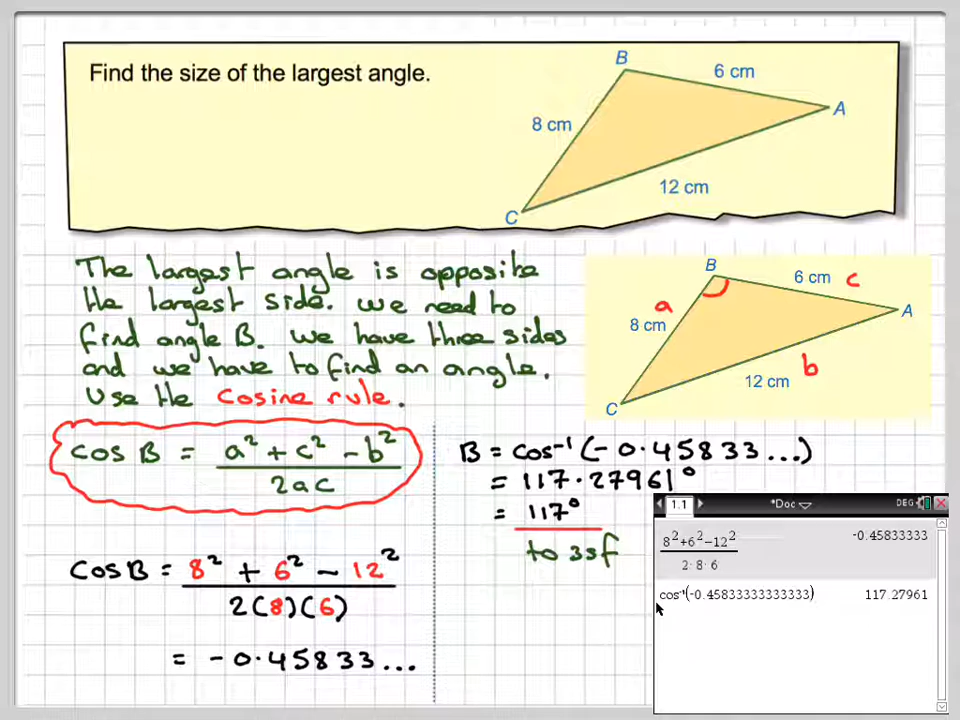 Find the size of the largest angle.
B
6 cm
A
8 cm
12 cm
C
The largest angle is opposite
the largest side. We need to
find angle B. We have three sides
and we have to find an angle.
Use the Cosine rule.
B
6 cm c
A
a
8 cm
b
12 cm
C
cos B = a² + c² - b² / 2ac
cos B = 8² + 6² - 12² / 2(8)(6)
= -0.45833...
B = cos⁻¹(-0.45833...)
= 117.27961°
= 117°
to 3sf
1.1 *Doc DEG
8²+6²-12² / 2·8·6 -0.45833333
cos⁻¹(-0.45833333333333) 117.27961